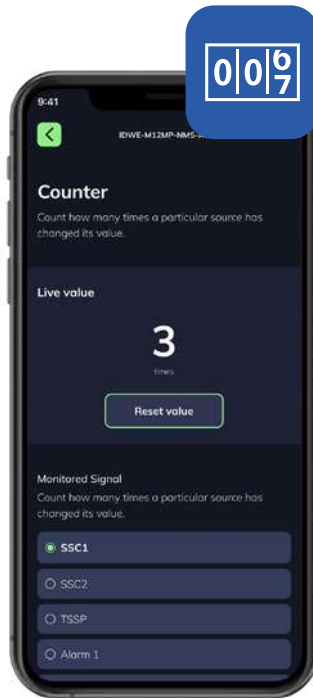 0 0 6
7
9:41
IDWE-M12MP-NMS-
Counter
Count how many times a particular source has
changed its value.
Live value
3
times
Reset value
Monitored Signal
Count how many times a particular source has
changed its value.
SSC1
SSC2
TSSP
Alarm 1